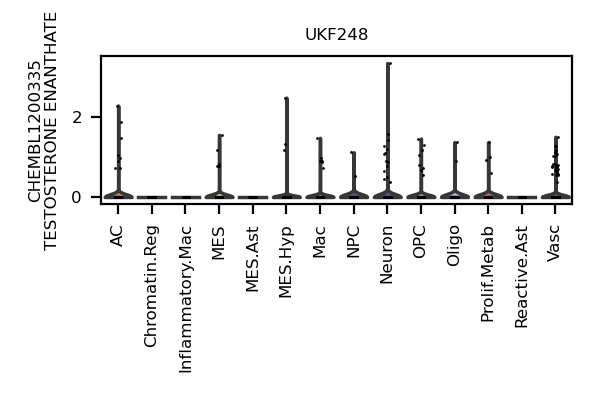 UKF248
CHEMBL1200335
TESTOSTERONE ENANTHATE
2
0
AC
Chromatin.Reg
Inflammatory.Mac
MES
MES.Ast
MES.Hyp
Mac
NPC
Neuron
OPC
Oligo
Prolif.Metab
Reactive.Ast
Vasc